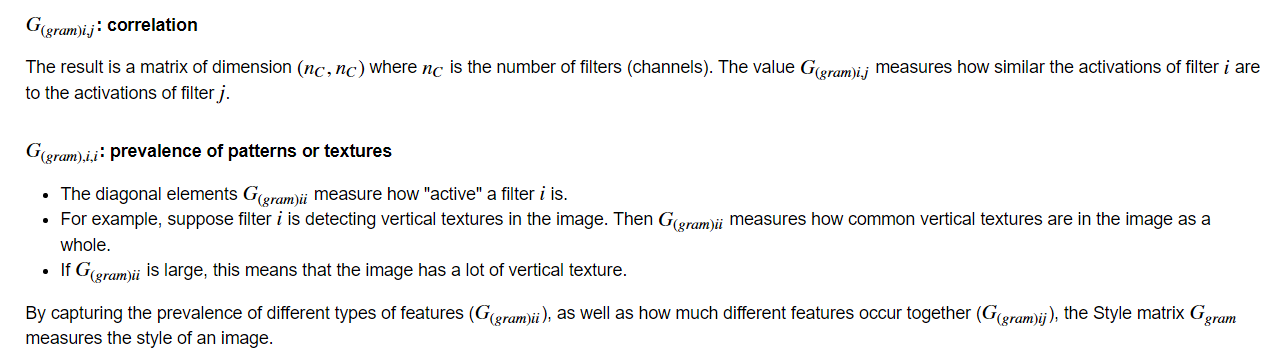 G(gram)i,j: correlation
The result is a matrix of dimension (nC, nC) where nC is the number of filters (channels). The value G(gram)i,j measures how similar the activations of filter i are
to the activations of filter j.
G(gram),i,i: prevalence of patterns or textures
• The diagonal elements G(gram)ii measure how "active" a filter i is.
• For example, suppose filter i is detecting vertical textures in the image. Then G(gram)ii measures how common vertical textures are in the image as a
whole.
• If G(gram)ii is large, this means that the image has a lot of vertical texture.
By capturing the prevalence of different types of features (G(gram)ii), as well as how much different features occur together (G(gram)ij), the Style matrix Ggram
measures the style of an image.